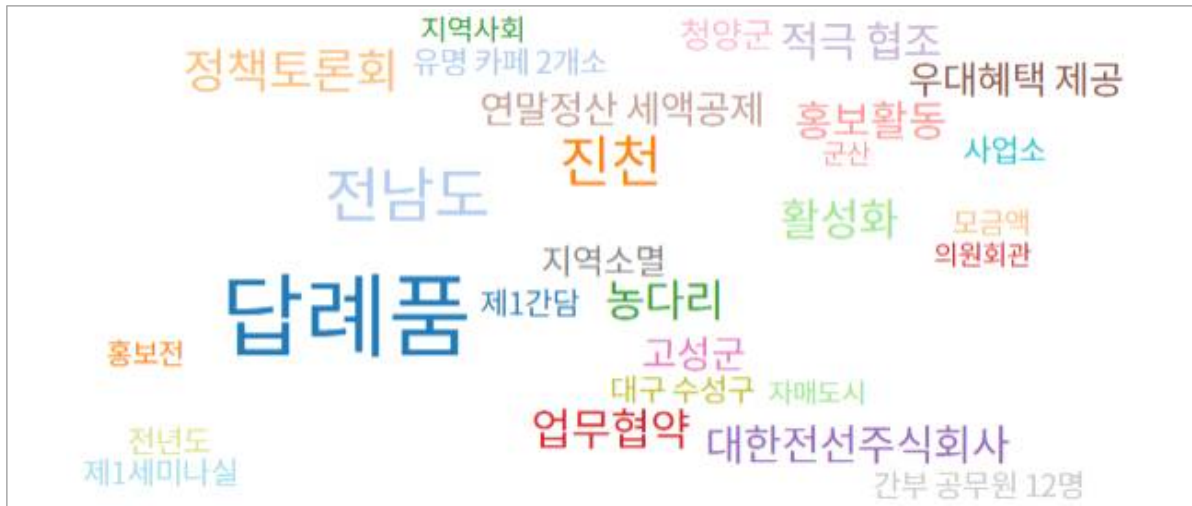 지역사회
청양군
적극 협조
정책토론회
유명 카페 2개소
우대혜택 제공
연말정산 세액공제
홍보활동
진천
군산
사업소
전남도
활성화
모금액
지역소멸
의원회관
답례품
제1간담
농다리
홍보전
고성군
대구 수성구
자매도시
업무협약
대한전선주식회사
전년도
제1세미나실
간부 공무원 12명